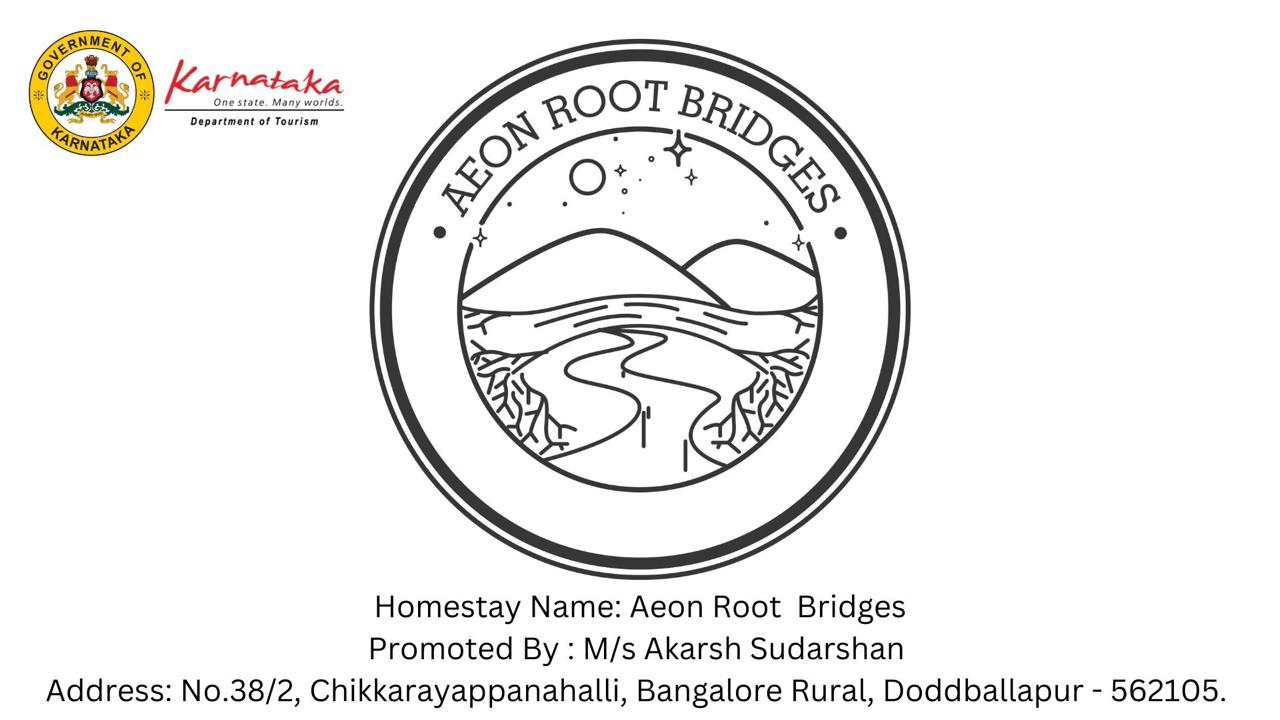 GOVERNMENT OF
KARNATAKA
Karnataka
One state. Many worlds.
Department of Tourism
AEON ROOT BRIDGES
Homestay Name: Aeon Root  Bridges
Promoted By : M/s Akarsh Sudarshan
Address: No.38/2, Chikkarayappanahalli, Bangalore Rural, Doddballapur - 562105.